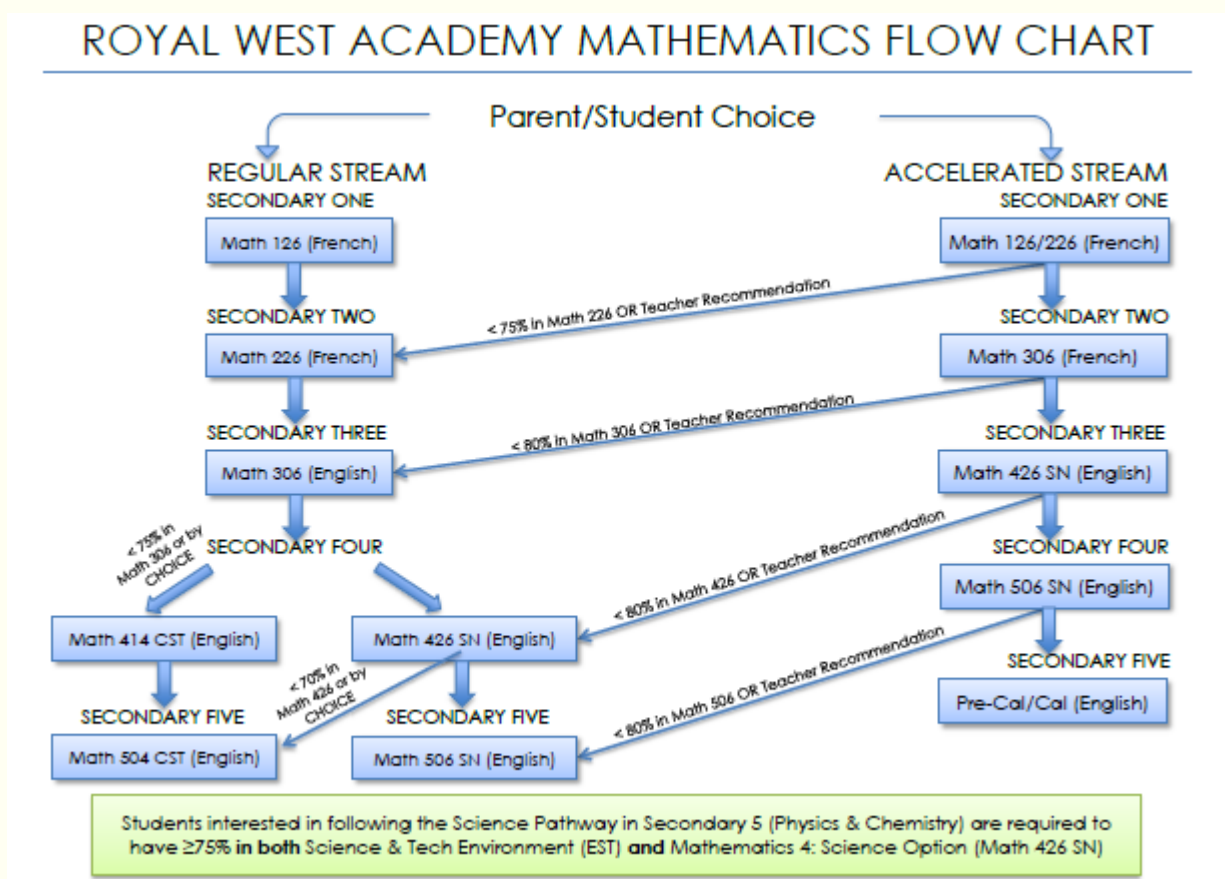 ROYAL WEST ACADEMY MATHEMATICS FLOW CHART
Parent/Student Choice
REGULAR STREAM
SECONDARY ONE
Math 126 (French)
SECONDARY TWO
Math 226 (French)
SECONDARY THREE
Math 306 (English)
SECONDARY FOUR
< 75% in
Math 306 or by
CHOICE
Math 414 CST (English)
Math 426 SN (English)
< 70% in
Math 426 or by
CHOICE
SECONDARY FIVE
Math 504 CST (English)
SECONDARY FIVE
Math 506 SN (English)
ACCELERATED STREAM
SECONDARY ONE
Math 126/226 (French)
< 75% in Math 226 OR Teacher Recommendation
SECONDARY TWO
Math 306 (French)
< 80% in Math 306 OR Teacher Recommendation
SECONDARY THREE
Math 426 SN (English)
< 80% in Math 426 OR Teacher Recommendation
SECONDARY FOUR
Math 506 SN (English)
< 80% in Math 506 OR Teacher Recommendation
SECONDARY FIVE
Pre-Cal/Cal (English)
Students interested in following the Science Pathway in Secondary 5 (Physics & Chemistry) are required to
have ≥75% in both Science & Tech Environment (EST) and Mathematics 4: Science Option (Math 426 SN)